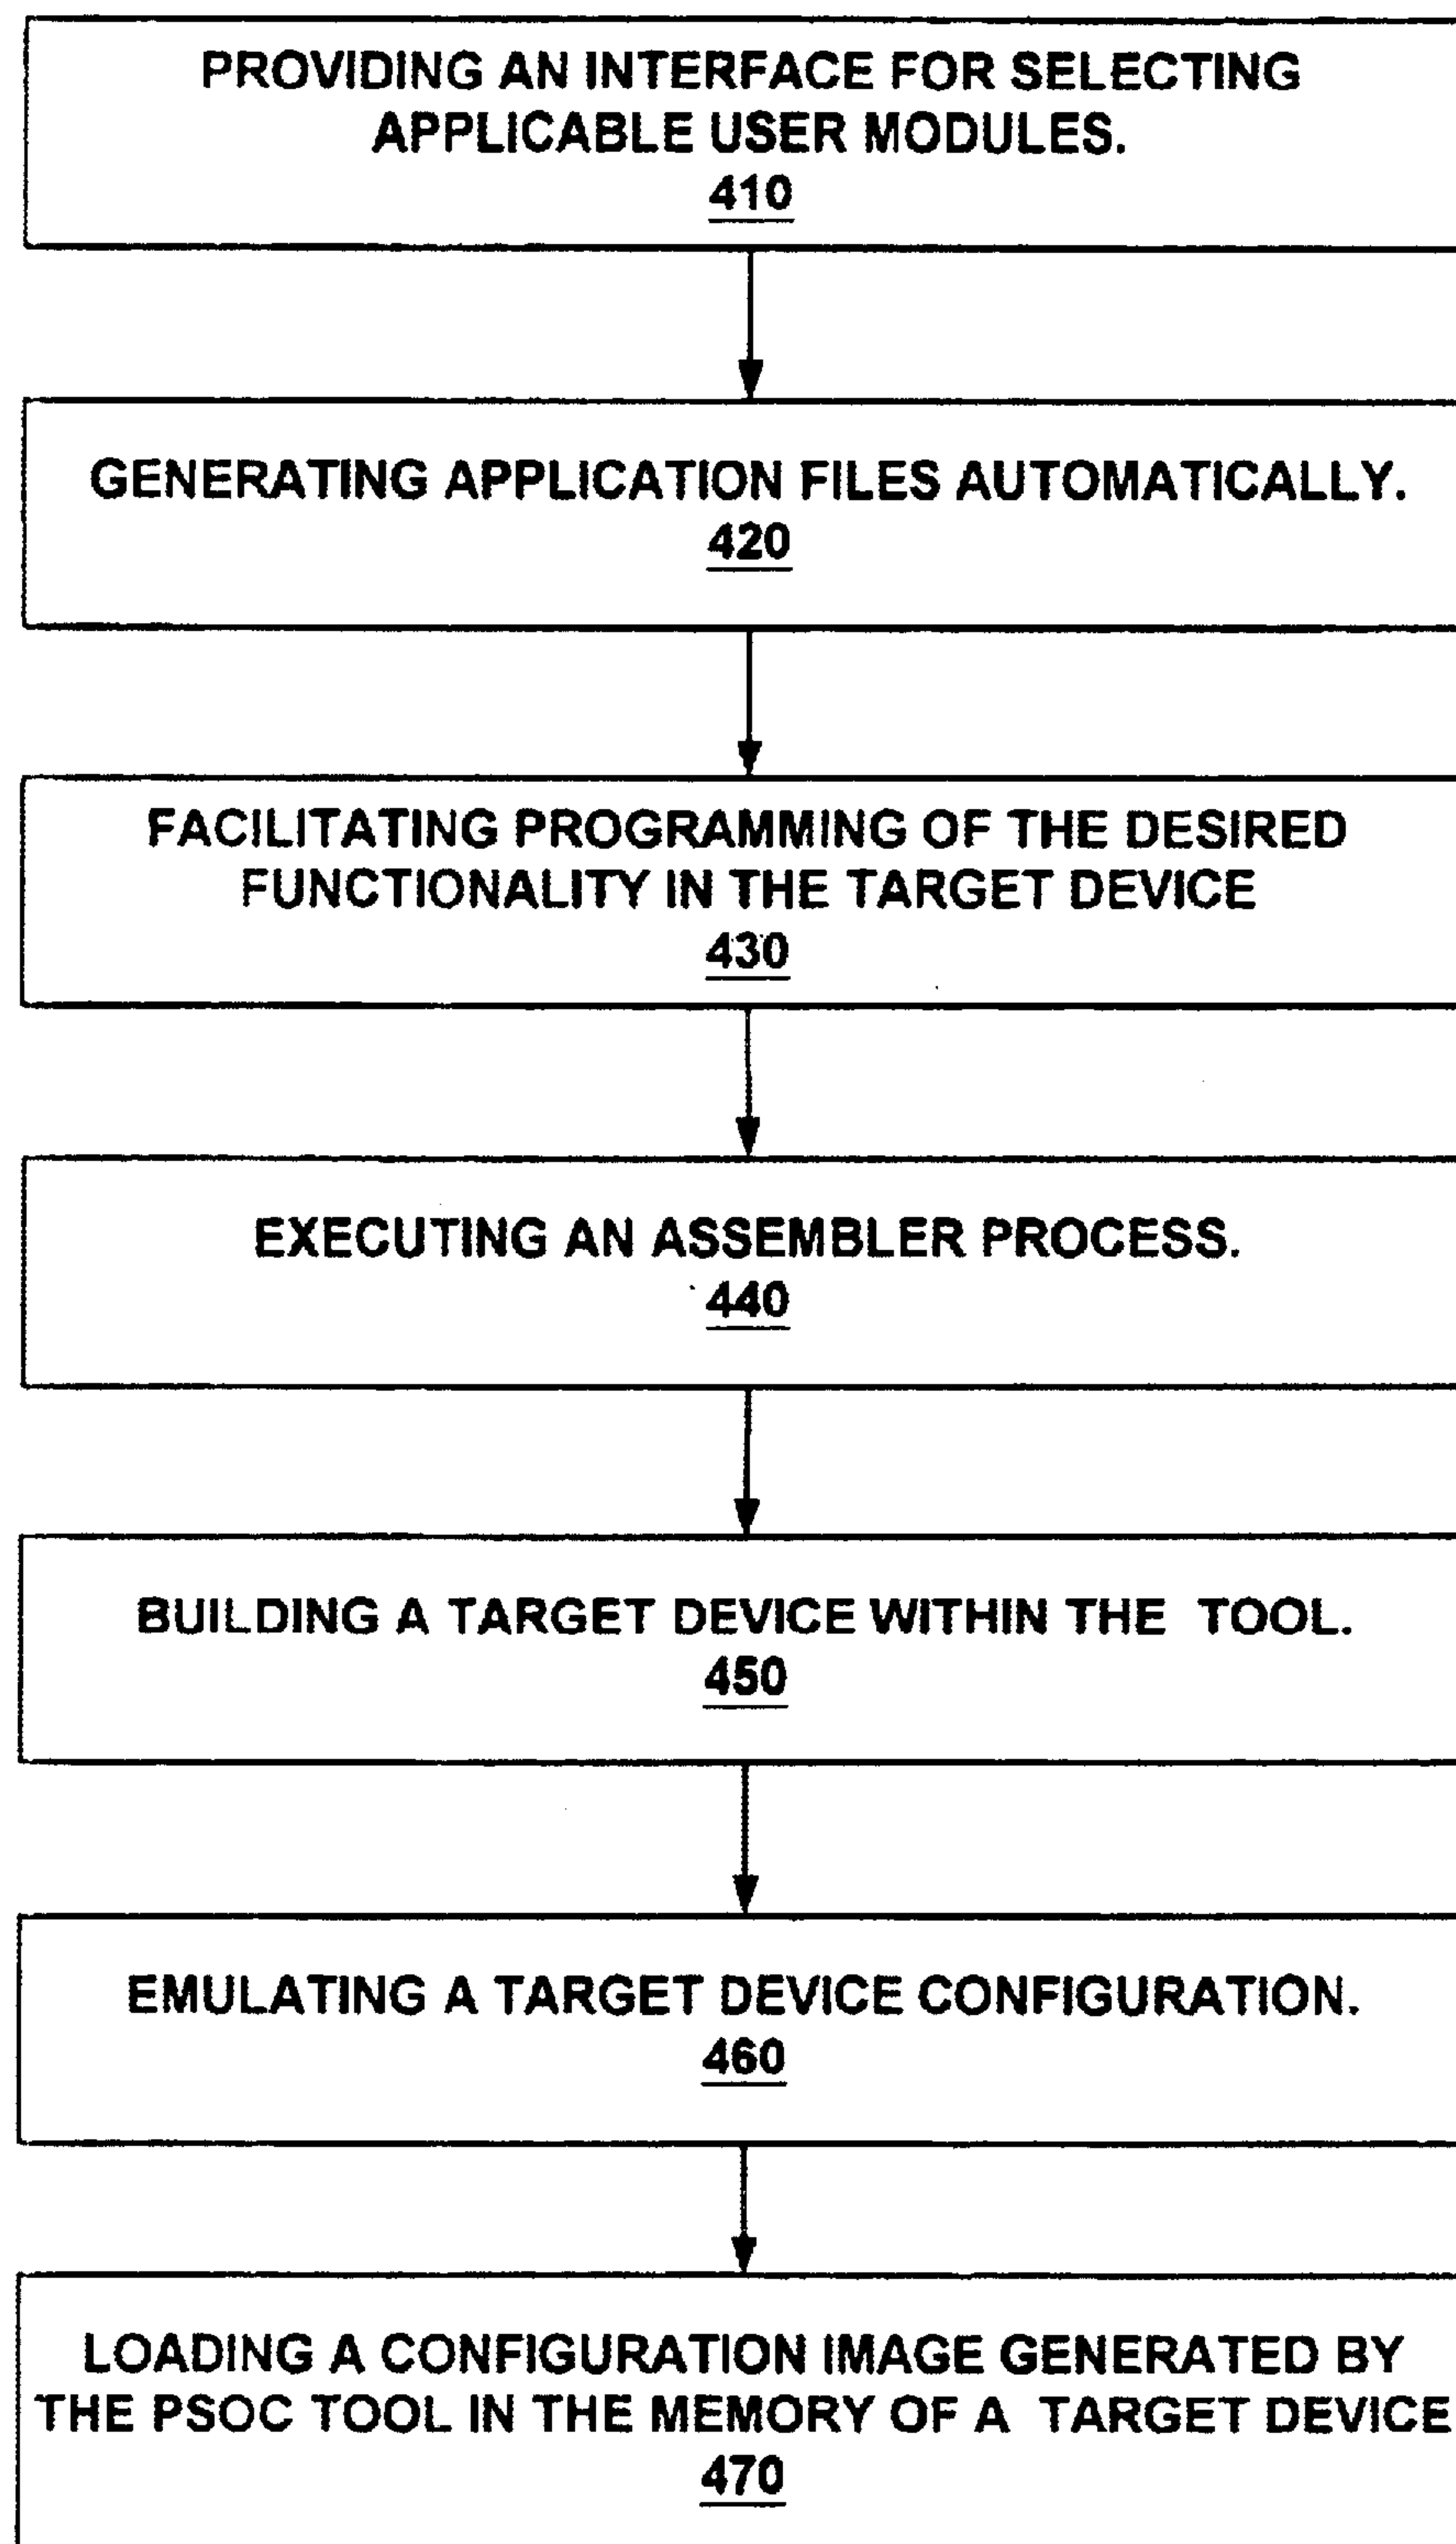 PROVIDING AN INTERFACE FOR SELECTING
APPLICABLE USER MODULES.
410
GENERATING APPLICATION FILES AUTOMATICALLY.
420
FACILITATING PROGRAMMING OF THE DESIRED
FUNCTIONALITY IN THE TARGET DEVICE
430
EXECUTING AN ASSEMBLER PROCESS.
440
BUILDING A TARGET DEVICE WITHIN THE TOOL.
450
EMULATING A TARGET DEVICE CONFIGURATION.
460
LOADING A CONFIGURATION IMAGE GENERATED BY
THE PSOC TOOL IN THE MEMORY OF A TARGET DEVICE
470